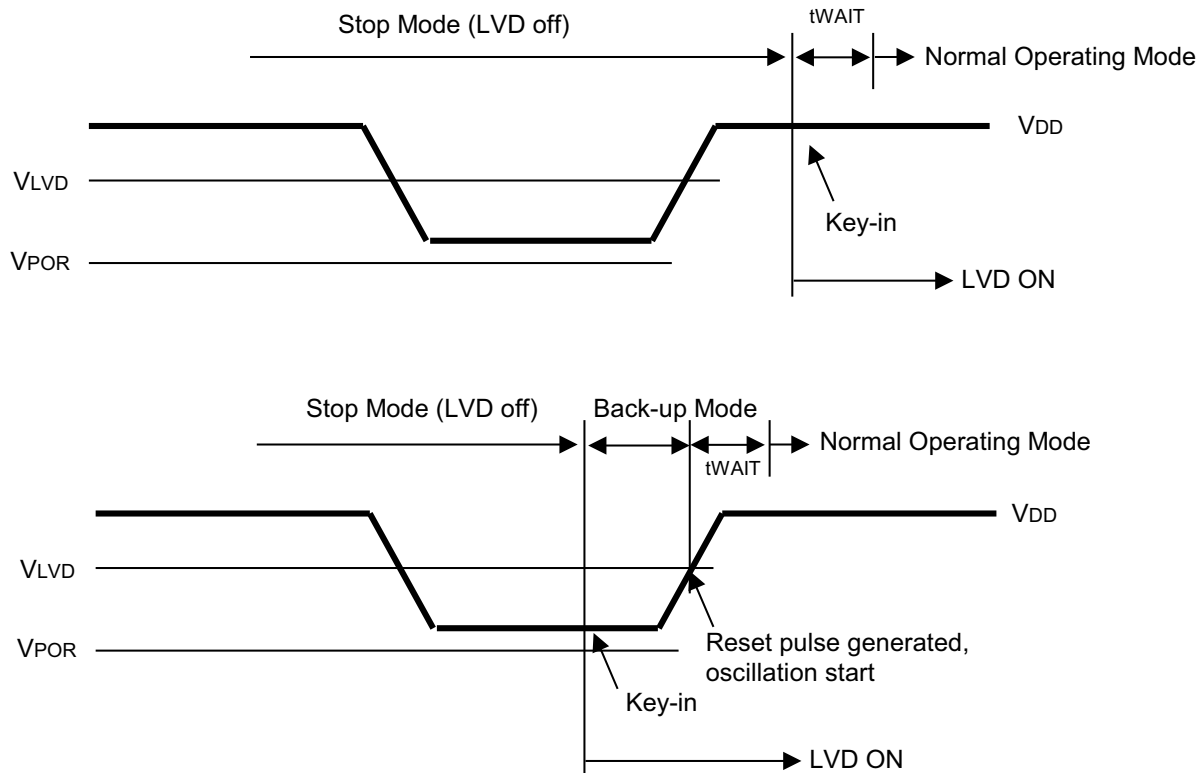 Stop Mode (LVD off)
tWAIT
Normal Operating Mode
VDD
VLVD
Key-in
VPOR
LVD ON
Stop Mode (LVD off)
Back-up Mode
Normal Operating Mode
tWAIT
VDD
VLVD
VPOR
Reset pulse generated,
oscillation start
Key-in
LVD ON